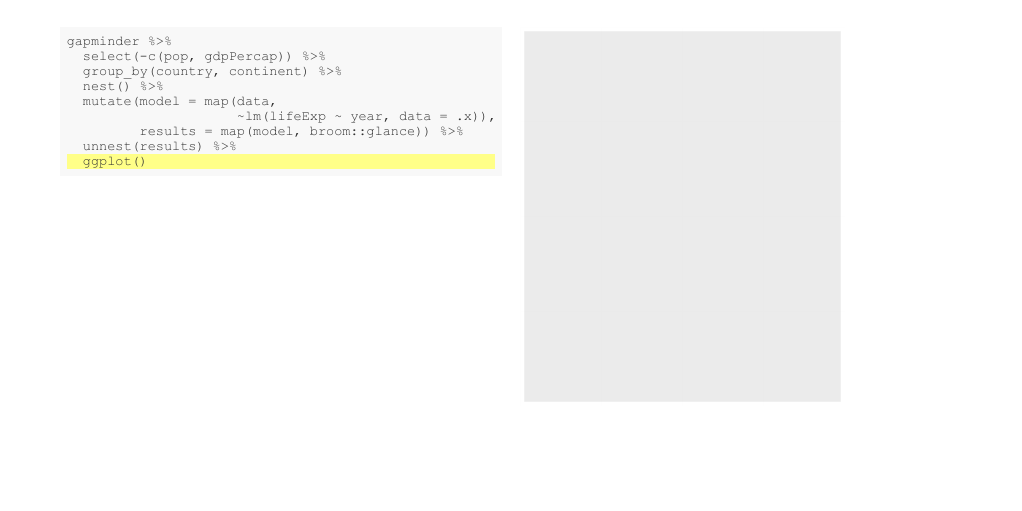 gapminder %>%
  select(-c(pop, gdpPercap)) %>%
  group_by(country, continent) %>%
  nest() %>%
  mutate(model = map(data,
                     ~lm(lifeExp ~ year, data = .x)),
         results = map(model, broom::glance)) %>%
  unnest(results) %>%
  ggplot()